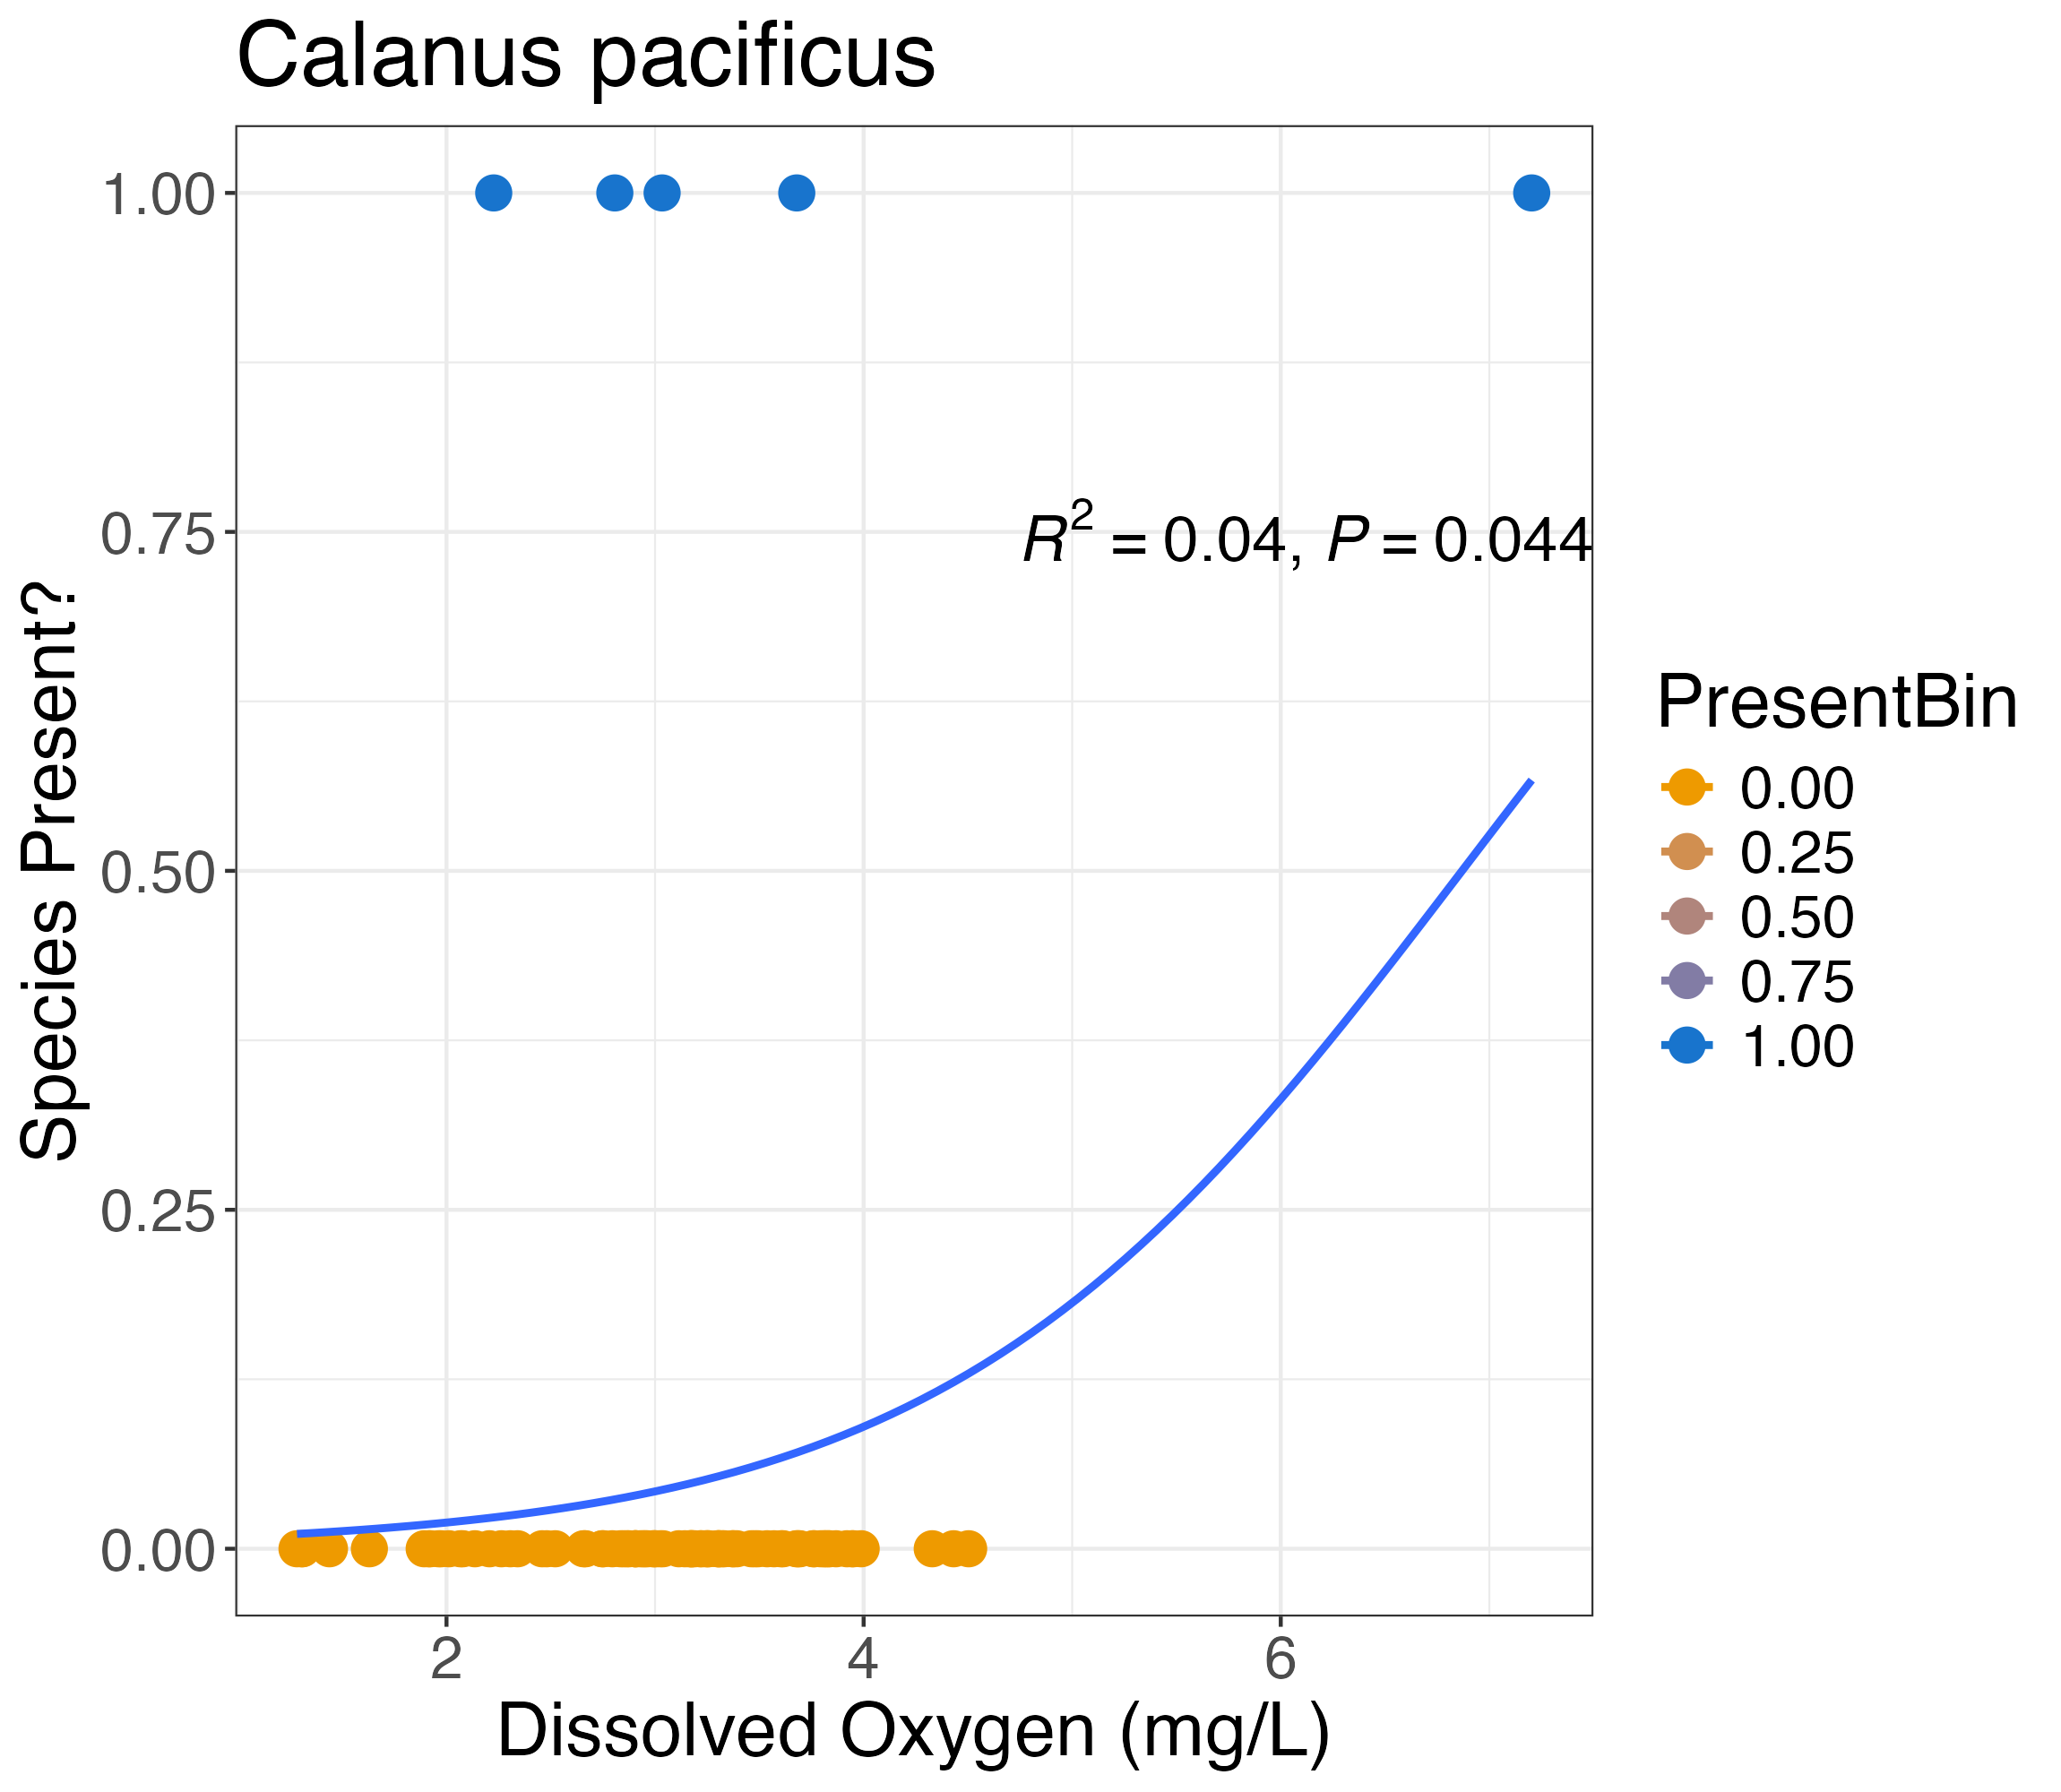 Calanus pacificus
1.00
0.75
0.50
0.25
0.00
Species Present?
R² = 0.04, P = 0.044
2 4 6
Dissolved Oxygen (mg/L)
PresentBin
0.00
0.25
0.50
0.75
1.00